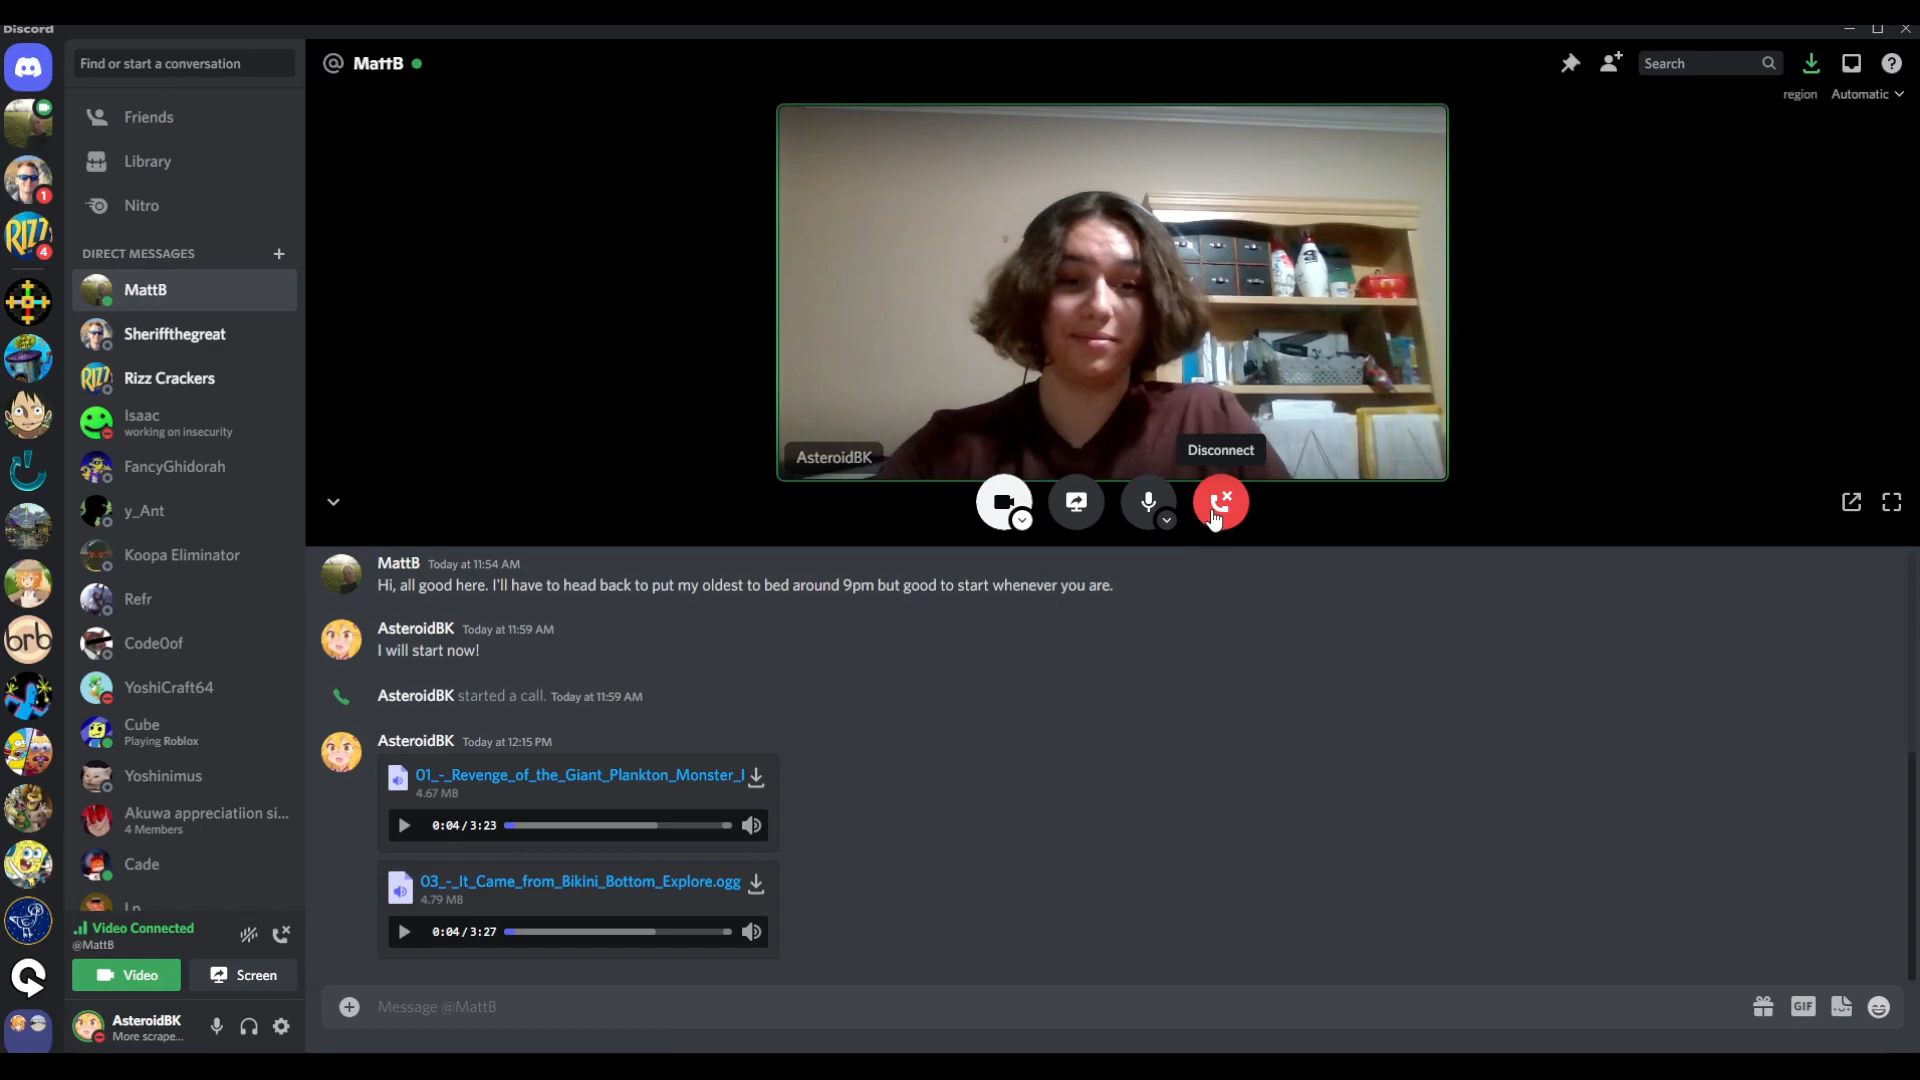 Discord
Find or start a conversation
Friends
Library
Nitro
DIRECT MESSAGES
MattB
Sheriffthegreat
Rizz Crackers
Isaac
working on insecurity
FancyGhidorah
y_Ant
Koopa Eliminator
Refr
CodeOof
YoshiCraft64
Cube
Playing Roblox
Yoshinimus
Akuwa appreciatiin si...
4 Members
Cade
Video Connected
@MattB
Video
Screen
AsteroidBK
More scrape...
1
RIZZ
4
brb
RIZZ
@ MattB
Search
region Automatic
AsteroidBK
Disconnect
MattB Today at 11:54 AM
Hi, all good here. I'll have to head back to put my oldest to bed around 9pm but good to start whenever you are.
AsteroidBK Today at 11:59 AM
I will start now!
AsteroidBK started a call. Today at 11:59 AM
AsteroidBK Today at 12:15 PM
01_-_Revenge_of_the_Giant_Plankton_Monster_I
4.67 MB
0:04 / 3:23
03_-_It_Came_from_Bikini_Bottom_Explore.ogg
4.79 MB
0:04 / 3:27
Message @MattB
GIF